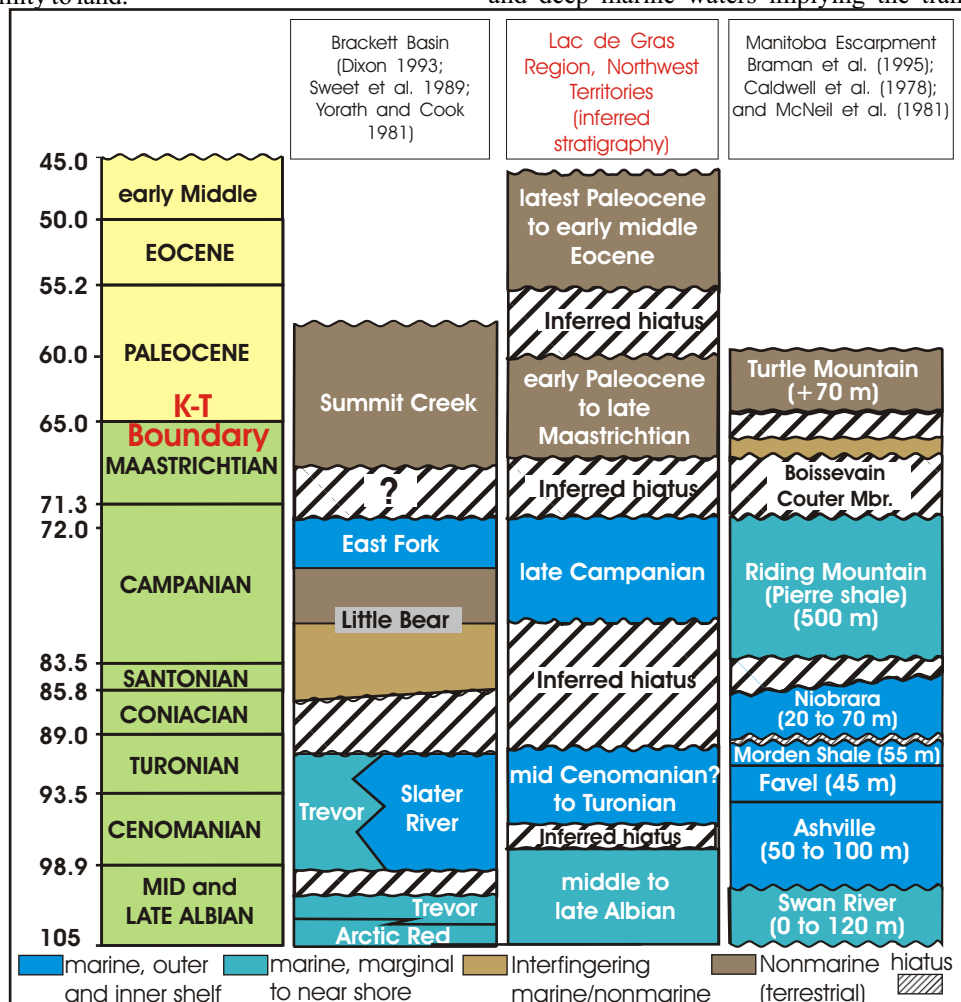 and deep marine waters implying the tran
Brackett Basin
(Dixon 1993;
Sweet et al. 1989;
Yorath and Cook
1981)
Lac de Gras
Region, Northwest
Territories
(inferred
stratigraphy)
Manitoba Escarpment
Braman et al. (1995);
Caldwell et al. (1978);
and McNeil et al. (1981)
45.0
50.0
55.2
60.0
65.0
71.3
72.0
83.5
85.8
89.0
93.5
98.9
105
early Middle
EOCENE
PALEOCENE
K-T
Boundary
MAASTRICHTIAN
CAMPANIAN
SANTONIAN
CONIACIAN
TURONIAN
CENOMANIAN
MID and
LATE ALBIAN
Summit Creek
?
East Fork
Little Bear
Trevor
Slater
River
Trevor
Arctic Red
latest Paleocene
to early middle
Eocene
Inferred hiatus
early Paleocene
to late
Maastrichtian
Inferred hiatus
late Campanian
Inferred hiatus
mid Cenomanian?
to Turonian
Inferred hiatus
middle to
late Albian
Turtle Mountain
(+70 m)
Boissevain
Couter Mbr.
Riding Mountain
(Pierre shale)
(500 m)
Niobrara
(20 to 70 m)
Morden Shale (55 m)
Favel (45 m)
Ashville
(50 to 100 m)
Swan River
(0 to 120 m)
marine, outer
and inner shelf
marine, marginal
to near shore
Interfingering
marine/nonmarine
Nonmarine
(terrestrial)
hiatus